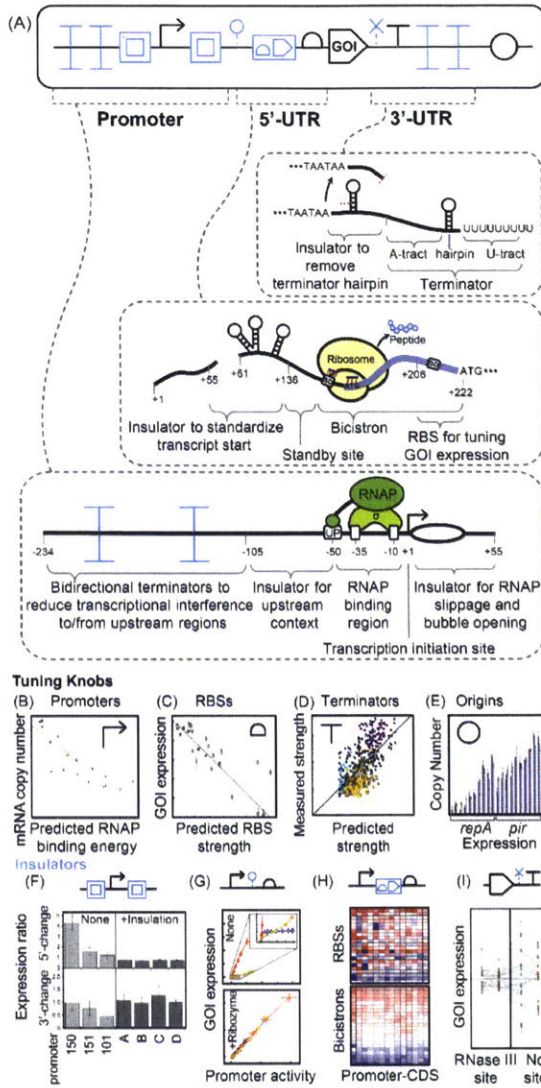 (A)
GOI
Promoter
5'-UTR
3'-UTR
•••TAATAA
•••TAATAA
UUUUUUUUU
Insulator to
remove
terminator hairpin
A-tract
hairpin
U-tract
Terminator
Ribosome
Peptide
+1
+55
+61
+136
+206
ATG•••
+222
Insulator to standardize
transcript start
Standby site
Bicistron
RBS for tuning
GOI expression
RNAP
σ
UP
-234
-105
-50
-35
-10
+1
+55
Bidirectional terminators to
reduce transcriptional interference
to/from upstream regions
Insulator for
upstream
context
RNAP
binding
region
Insulator for RNAP
slippage and
bubble opening
Transcription initiation site
Tuning Knobs
(B) Promoters
mRNA copy number
Predicted RNAP
binding energy
(C) RBSs
GOI expression
Predicted RBS
strength
(D) Terminators
Measured strength
Predicted
strength
(E) Origins
Copy Number
repA pir
Expression
Insulators
(F)
Expression ratio
3'-change 5'-change
None
+Insulation
promoter
150
151
101
A
B
C
D
(G)
GOI expression
None
+Ribozyme
Promoter activity
(H)
RBSs
Bicistrons
Promoter-CDS
(I)
GOI expression
RNase III
site
No
site